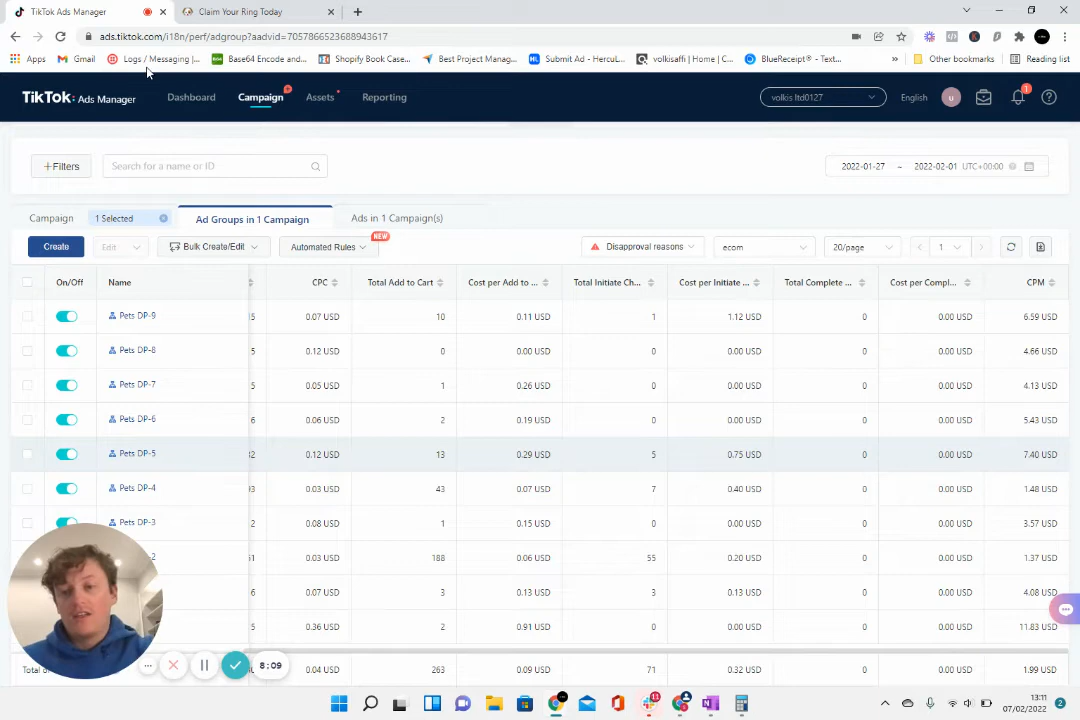 TikTok Ads Manager
Claim Your Ring Today
ads.tiktok.com/i18n/perf/adgroup?aadvid=7057866523688943617
Apps Gmail Logs / Messaging |... Base64 Encode and... Shopify Book Case... Best Project Manag... Submit Ad - HercuL... volkisaffi | Home | C... BlueReceipt® - Text... » Other bookmarks Reading list
TikTok: Ads Manager Dashboard Campaign Assets Reporting volkis ltd0127 English u 1
+Filters Search for a name or ID 2022-01-27 ~ 2022-02-01 UTC+00:00
Campaign 1 Selected Ad Groups in 1 Campaign Ads in 1 Campaign(s)
Create Edit Bulk Create/Edit Automated Rules NEW Disapproval reasons ecom 20/page 1
On/Off Name CPC Total Add to Cart Cost per Add to ... Total Initiate Ch... Cost per Initiate ... Total Complete ... Cost per Compl... CPM
Pets DP-9 5 0.07 USD 10 0.11 USD 1 1.12 USD 0 0.00 USD 6.59 USD
Pets DP-8 5 0.12 USD 0 0.00 USD 0 0.00 USD 0 0.00 USD 4.66 USD
Pets DP-7 5 0.05 USD 1 0.26 USD 0 0.00 USD 0 0.00 USD 4.13 USD
Pets DP-6 6 0.06 USD 2 0.19 USD 0 0.00 USD 0 0.00 USD 5.43 USD
Pets DP-5 32 0.12 USD 13 0.29 USD 5 0.75 USD 0 0.00 USD 7.40 USD
Pets DP-4 93 0.03 USD 43 0.07 USD 7 0.40 USD 0 0.00 USD 1.48 USD
Pets DP-3 2 0.08 USD 1 0.15 USD 0 0.00 USD 0 0.00 USD 3.57 USD
-2 51 0.03 USD 188 0.06 USD 55 0.20 USD 0 0.00 USD 1.37 USD
6 0.07 USD 3 0.13 USD 3 0.13 USD 0 0.00 USD 4.08 USD
5 0.36 USD 2 0.91 USD 0 0.00 USD 0 0.00 USD 11.83 USD
Total 0.04 USD 263 0.09 USD 71 0.32 USD 0 0.00 USD 1.99 USD
8:09
11
13:11
07/02/2022
2